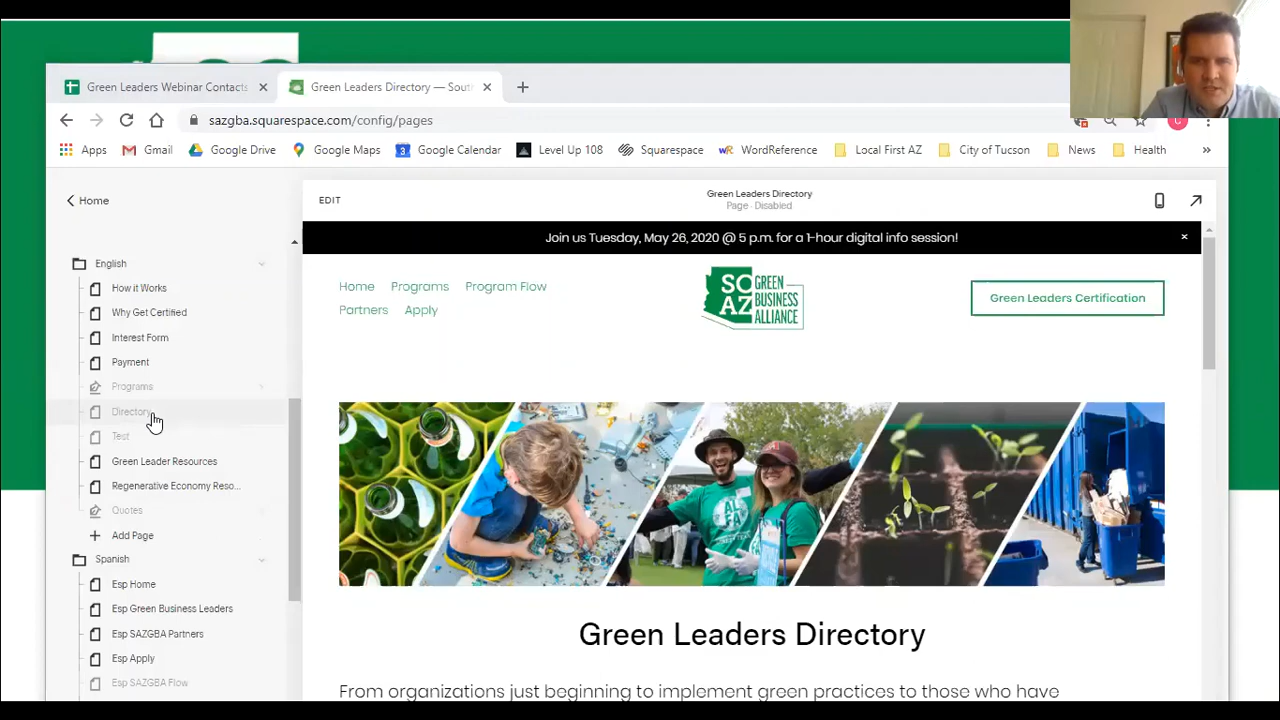 Green Leaders Webinar Contacts
Green Leaders Directory — Sout
sazgba.squarespace.com/config/pages
Apps Gmail Google Drive Google Maps Google Calendar Level Up 108 Squarespace WordReference Local First AZ City of Tucson News Health »
Home
EDIT
Green Leaders Directory
Page · Disabled
English
How it Works
Why Get Certified
Interest Form
Payment
Programs
Directory
Test
Green Leader Resources
Regenerative Economy Reso...
Quotes
Add Page
Spanish
Esp Home
Esp Green Business Leaders
Esp SAZGBA Partners
Esp Apply
Esp SAZGBA Flow
Join us Tuesday, May 26, 2020 @ 5 p.m. for a 1-hour digital info session!
Home Programs Program Flow
Partners Apply
SO
AZ
GREEN
BUSINESS
ALLIANCE
Green Leaders Certification
Green Leaders Directory
From organizations just beginning to implement green practices to those who have